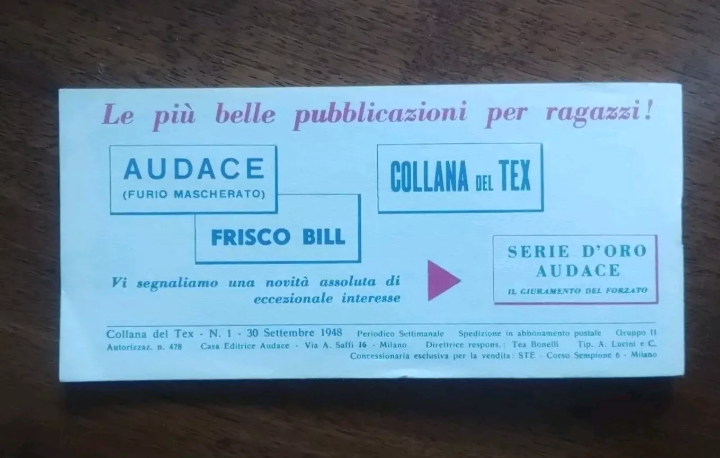 Le più belle pubblicazioni per ragazzi!
AUDACE
(FURIO MASCHERATO)
COLLANA DEL TEX
FRISCO BILL
SERIE D'ORO
AUDACE
IL GIURAMENTO DEL FORZATO
Vi segnaliamo una novità assoluta di
eccezionale interesse
Collana del Tex - N. 1 - 30 Settembre 1948 Periodico Settimanale Spedizione in abbonamento postale Gruppo II
Autorizzaz. n. 478 Casa Editrice Audace - Via A. Saffi 16 - Milano Direttrice respons.: Tea Bonelli Tip. A. Lucini e C.
Concessionaria esclusiva per la vendita: STE - Corso Sempione 6 - Milano